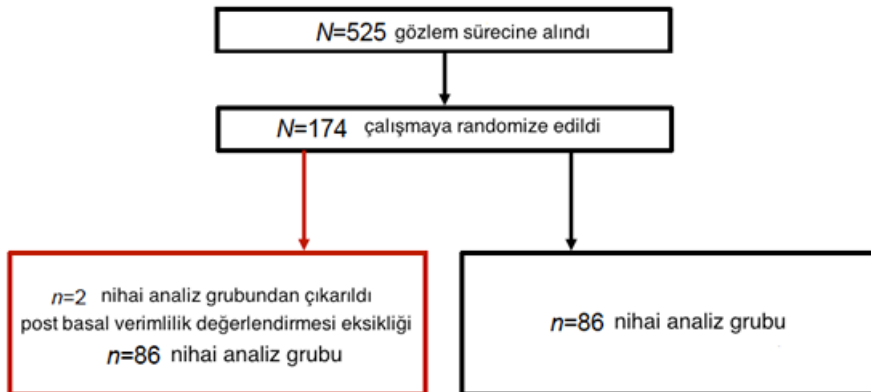 N=525 gözlem sürecine alındı
N=174 çalışmaya randomize edildi
n=2 nihai analiz grubundan çıkarıldı
post basal verimlilik değerlendirmesi eksikliği
n=86 nihai analiz grubu
n=86 nihai analiz grubu